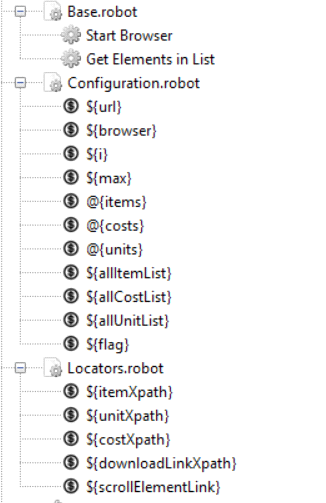 Base.robot
Start Browser
Get Elements in List
Configuration.robot
${url}
${browser}
${i}
${max}
@{items}
@{costs}
@{units}
${allItemList}
${allCostList}
${allUnitList}
${flag}
Locators.robot
${itemXpath}
${unitXpath}
${costXpath}
${downloadLinkXpath}
${scrollElementLink}